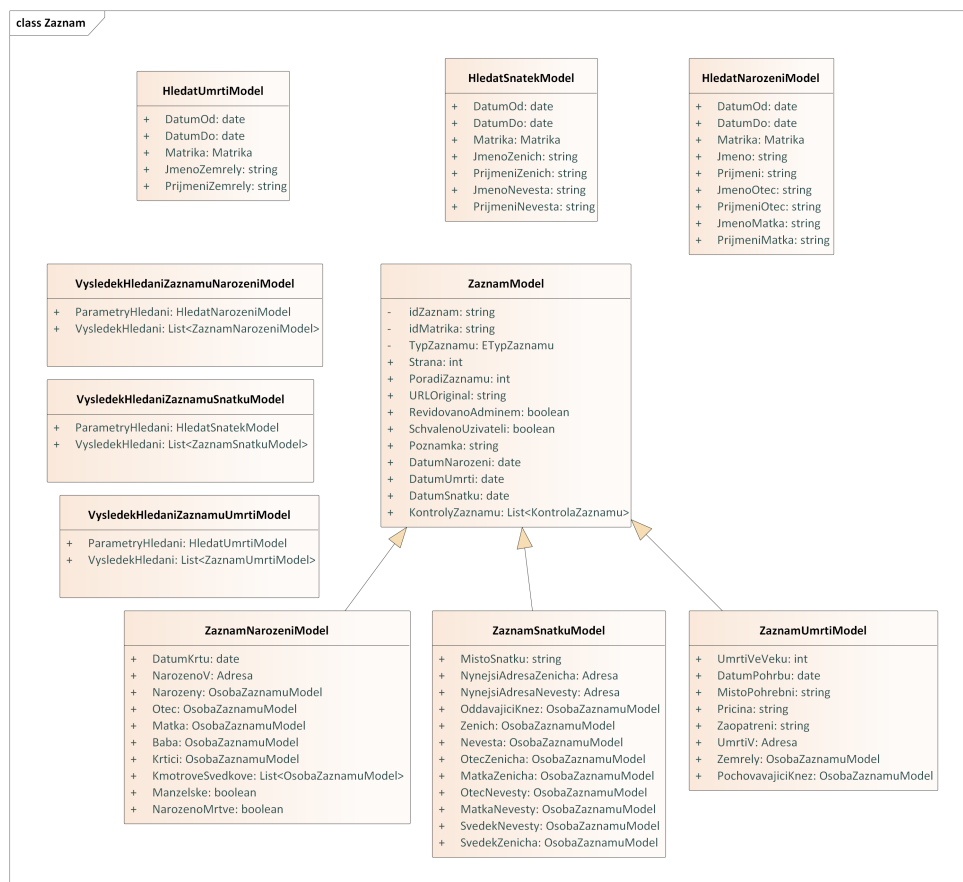 class Zaznam
HledatUmrtiModel
+ DatumOd: date
+ DatumDo: date
+ Matrika: Matrika
+ JmenoZemrely: string
+ PrijmeniZemrely: string
HledatSnatekModel
+ DatumOd: date
+ DatumDo: date
+ Matrika: Matrika
+ JmenoZenich: string
+ PrijmeniZenich: string
+ JmenoNevesta: string
+ PrijmeniNevesta: string
HledatNarozeniModel
+ DatumOd: date
+ DatumDo: date
+ Matrika: Matrika
+ Jmeno: string
+ Prijmeni: string
+ JmenoOtec: string
+ PrijmeniOtec: string
+ JmenoMatka: string
+ PrijmeniMatka: string
VysledekHledaniZaznamuNarozeniModel
+ ParametryHledani: HledatNarozeniModel
+ VysledekHledani: List<ZaznamNarozeniModel>
VysledekHledaniZaznamuSnatkuModel
+ ParametryHledani: HledatSnatekModel
+ VysledekHledani: List<ZaznamSnatkuModel>
VysledekHledaniZaznamuUmrtiModel
+ ParametryHledani: HledatUmrtiModel
+ VysledekHledani: List<ZaznamUmrtiModel>
ZaznamModel
- idZaznam: string
- idMatrika: string
- TypZaznamu: ETypZaznamu
+ Strana: int
+ PoradiZaznamu: int
+ URLOriginal: string
+ RevidovanoAdminem: boolean
+ SchvalenoUzivateli: boolean
+ Poznamka: string
+ DatumNarozeni: date
+ DatumUmrti: date
+ DatumSnatku: date
+ KontrolyZaznamu: List<KontrolaZaznamu>
ZaznamNarozeniModel
+ DatumKrtu: date
+ NarozenoV: Adresa
+ Narozeny: OsobaZaznamuModel
+ Otec: OsobaZaznamuModel
+ Matka: OsobaZaznamuModel
+ Baba: OsobaZaznamuModel
+ Krtici: OsobaZaznamuModel
+ KmotroveSvedkove: List<OsobaZaznamuModel>
+ Manzelske: boolean
+ NarozenoMrtve: boolean
ZaznamSnatkuModel
+ MistoSnatku: string
+ NynejsiAdresaZenicha: Adresa
+ NynejsiAdresaNevesty: Adresa
+ OddavajiciKnez: OsobaZaznamuModel
+ Zenich: OsobaZaznamuModel
+ Nevesta: OsobaZaznamuModel
+ OtecZenicha: OsobaZaznamuModel
+ MatkaZenicha: OsobaZaznamuModel
+ OtecNevesty: OsobaZaznamuModel
+ MatkaNevesty: OsobaZaznamuModel
+ SvedekNevesty: OsobaZaznamuModel
+ SvedekZenicha: OsobaZaznamuModel
ZaznamUmrtiModel
+ UmrtiVeVeku: int
+ DatumPohrbu: date
+ MistoPohrebni: string
+ Pricina: string
+ Zaopatreni: string
+ UmrtiV: Adresa
+ Zemrely: OsobaZaznamuModel
+ PochovavajiciKnez: OsobaZaznamuModel